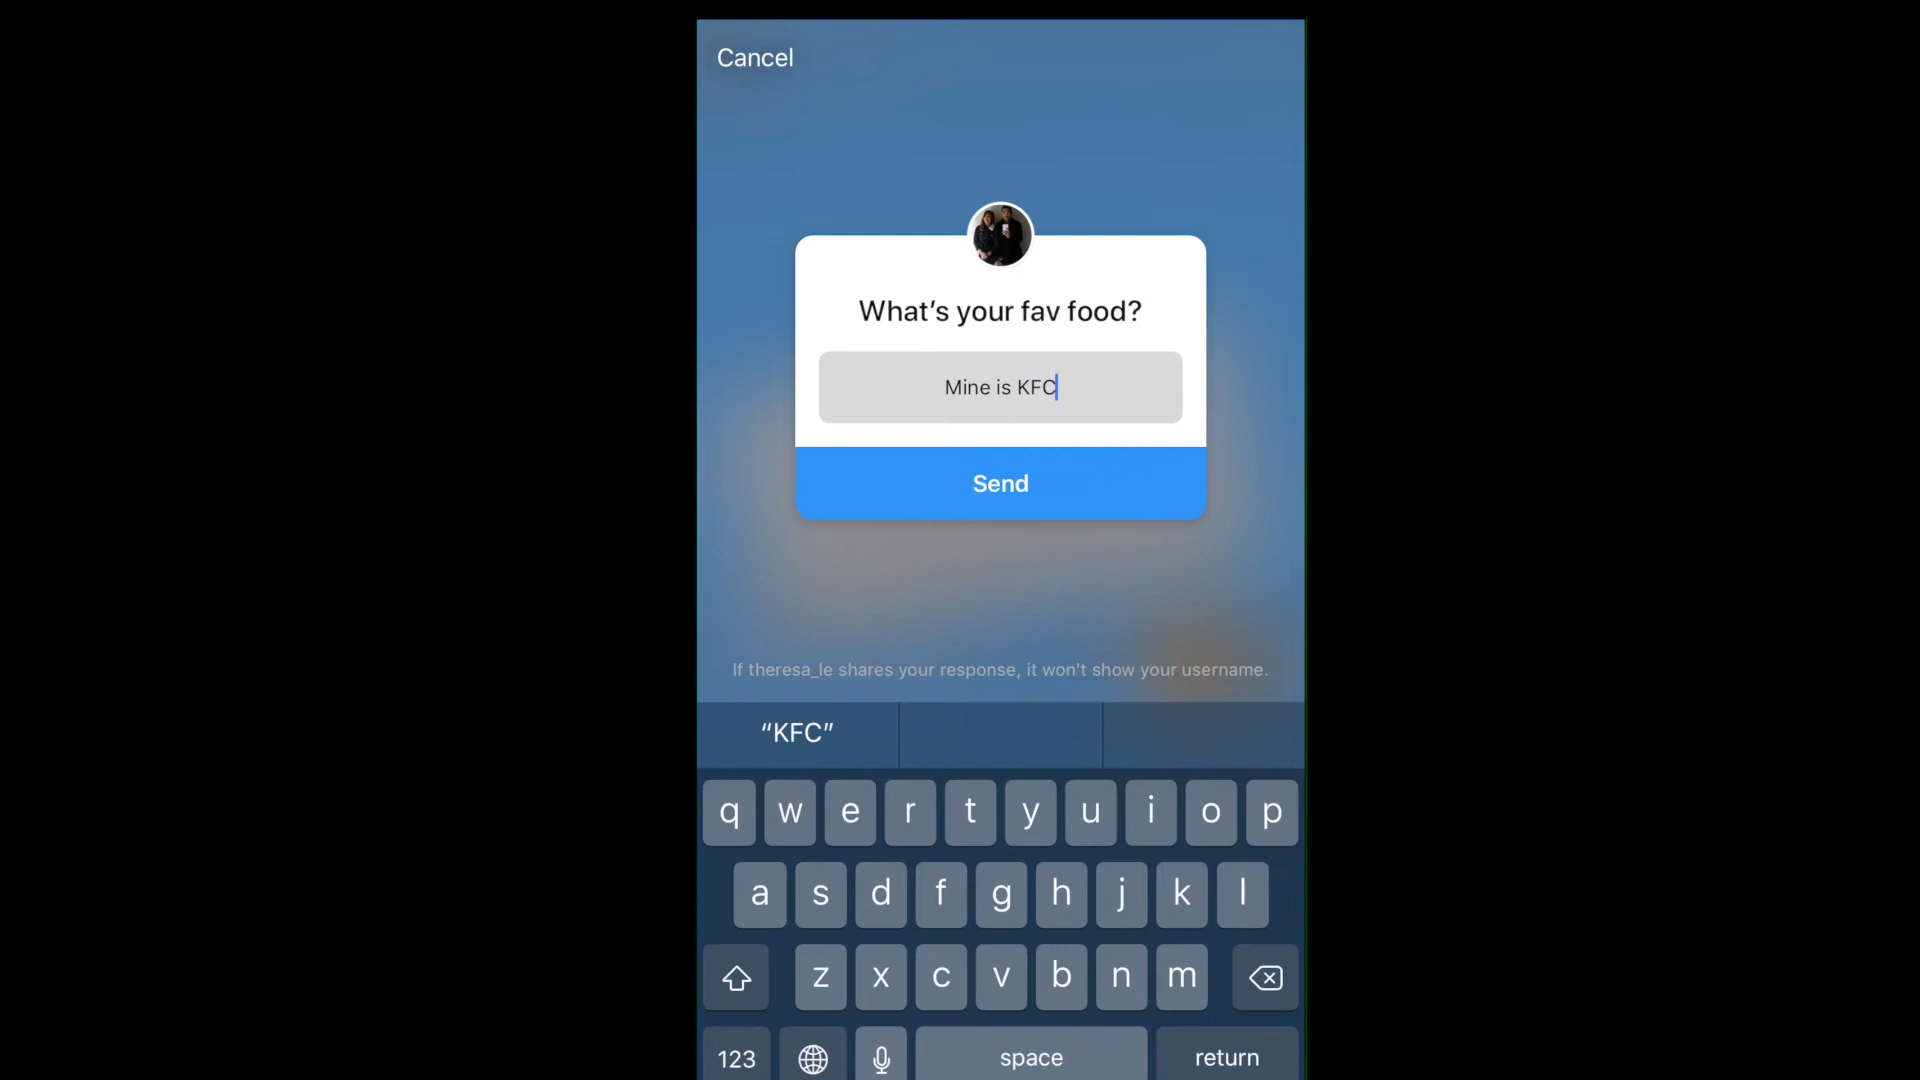 Cancel
What's your fav food?
Mine is KFC
Send
If theresa_le shares your response, it won't show your username.
“KFC”
q w e r t y u i o p
a s d f g h j k l
z x c v b n m
123 space return